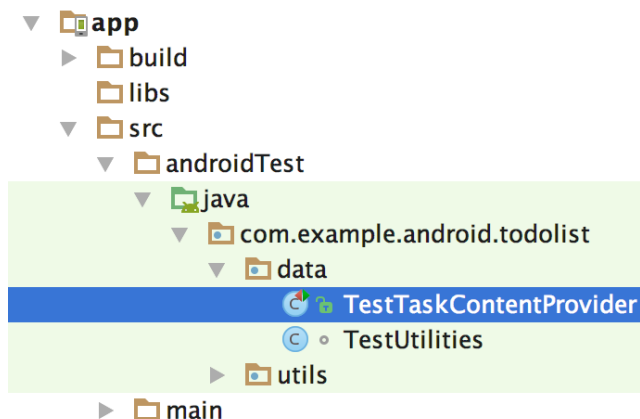 app
build
libs
src
androidTest
java
com.example.android.todolist
data
TestTaskContentProvider
TestUtilities
utils
main